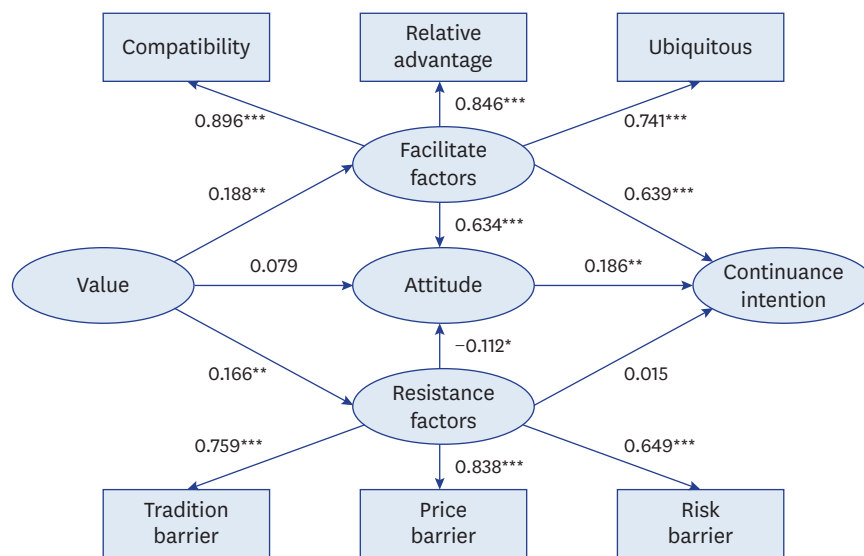 Compatibility
Relative
advantage
Ubiquitous
0.896***
0.846***
0.741***
Facilitate
factors
0.188**
0.634***
0.639***
Value
0.079
Attitude
0.186**
Continuance
intention
0.166**
−0.112*
0.015
Resistance
factors
0.759***
0.838***
0.649***
Tradition
barrier
Price
barrier
Risk
barrier